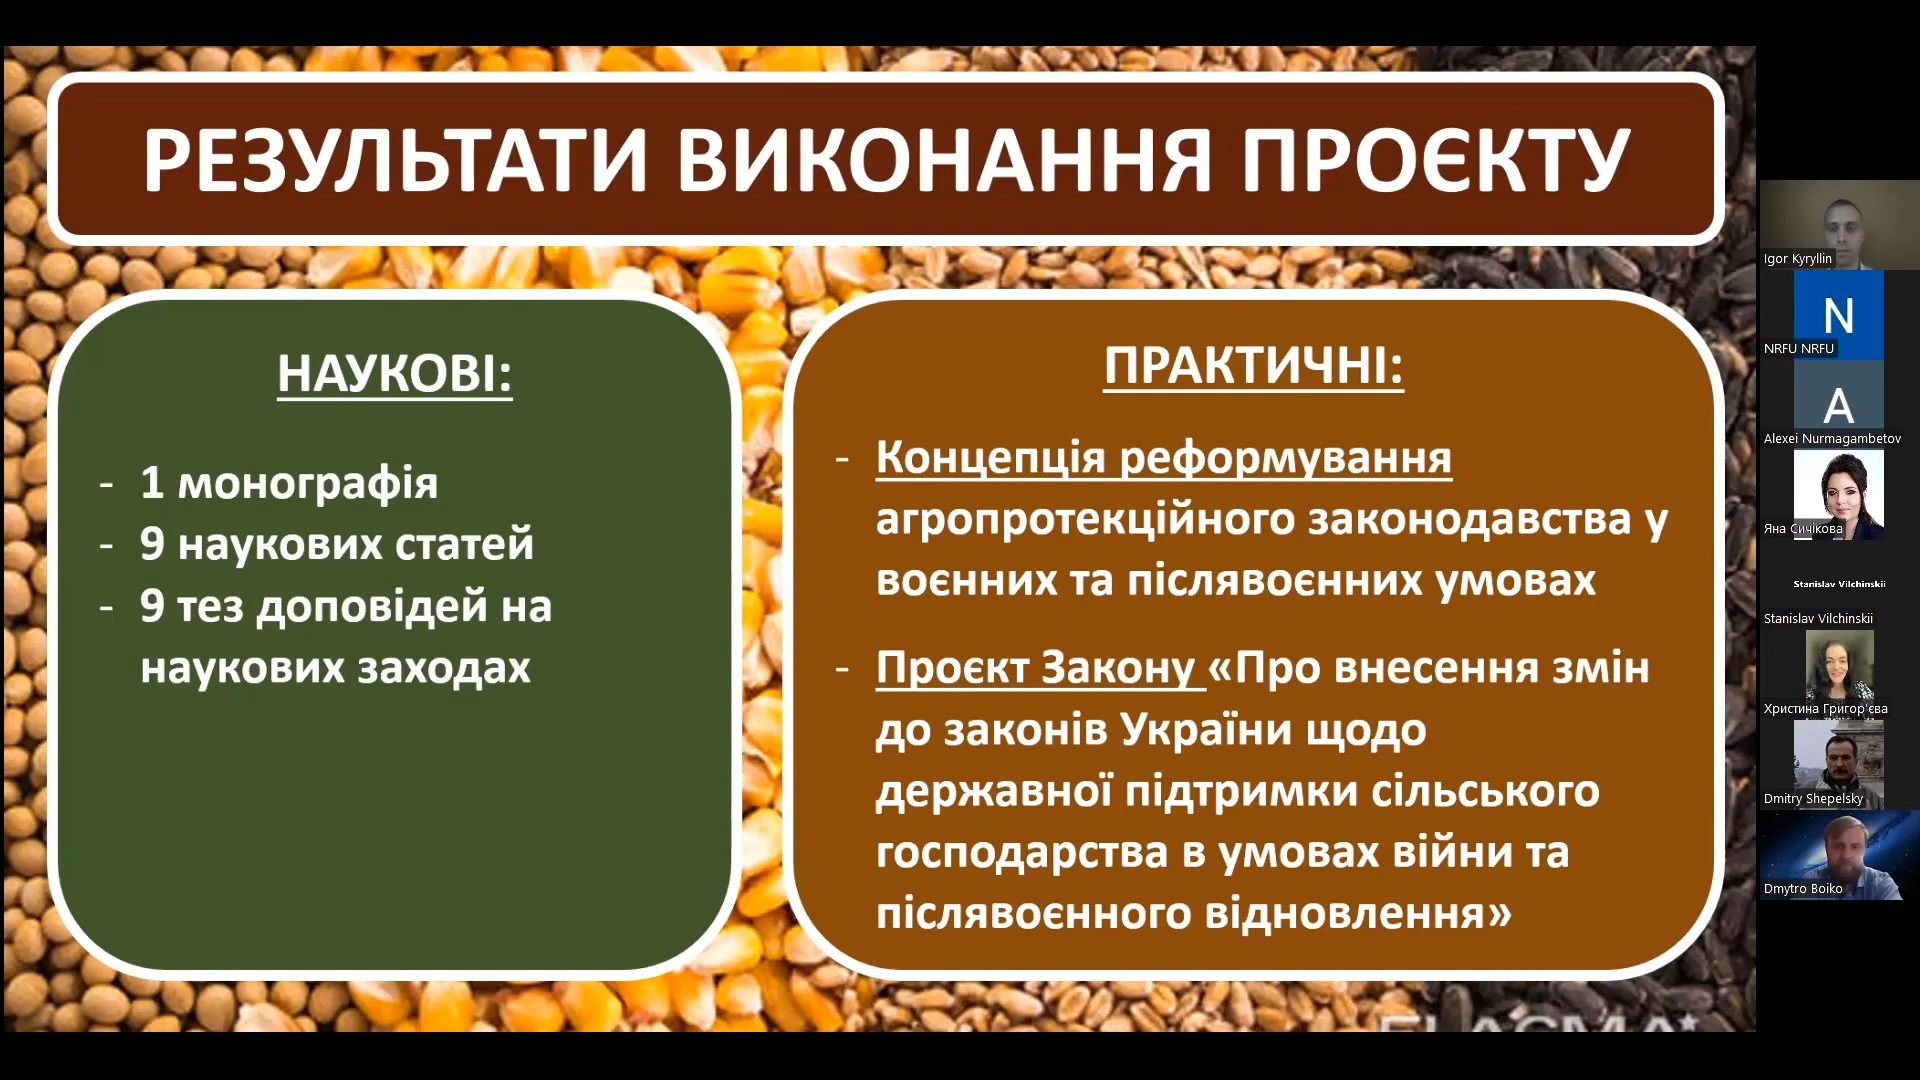 РЕЗУЛЬТАТИ ВИКОНАННЯ ПРОЄКТУ
НАУКОВІ:
- 1 монографія
- 9 наукових статей
- 9 тез доповідей на
наукових заходах
ПРАКТИЧНІ:
- Концепція реформування
агропротекційного законодавства у
воєнних та післявоєнних умовах
- Проєкт Закону «Про внесення змін
до законів України щодо
державної підтримки сільського
господарства в умовах війни та
післявоєнного відновлення»
Igor Kyryllin
N
NRFU NRFU
A
Alexei Nurmagambetov
Яна Сичікова
Stanislav Vilchinskii
Stanislav Vilchinskii
Христина Григор'єва
Dmitry Shepelsky
Dmytro Boiko